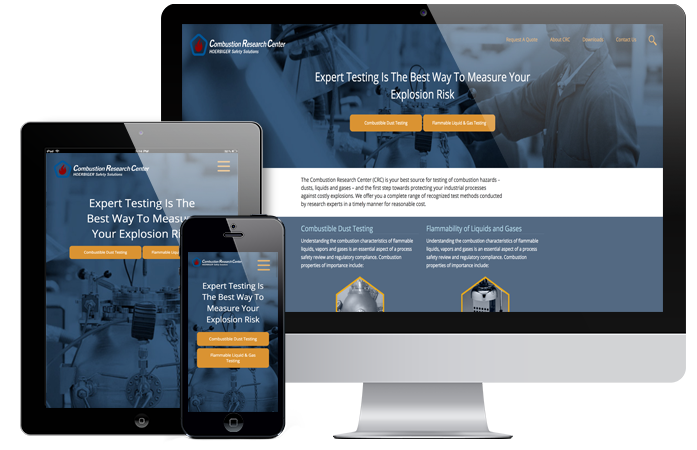 Combustion Research Center
HOERBIGER Safety Solutions
Request A Quote
About CRC
Downloads
Contact Us
Expert Testing Is The Best Way To Measure Your
Explosion Risk
Combustible Dust Testing
Flammable Liquid & Gas Testing
The Combustion Research Center (CRC) is your best source for testing of combustion hazards –
dusts, liquids and gases – and the first step towards protecting your industrial processes
against costly explosions. We offer you a complete range of recognized test methods conducted
by research experts in a timely manner for reasonable cost.
Combustible Dust Testing
Understanding the combustion characteristics of flammable
liquids, vapors and gases is an essential aspect of a process
safety review and regulatory compliance. Combustion
properties of importance include:
Flammability of Liquids and Gases
Understanding the combustion characteristics of flammable
liquids, vapors and gases is an essential aspect of a process
safety review and regulatory compliance. Combustion
properties of importance include:
iPad
Combustion Research Center
HOERBIGER Safety Solutions
Expert Testing Is The
Best Way To Measure
Your Explosion Ri
Combustible Dust Testing
Flammable Liqu
Combustion Research Center
Expert Testing Is
The Best Way To
Measure Your
Explosion Risk
Combustible Dust Testing
Flammable Liquid & Gas
Testing